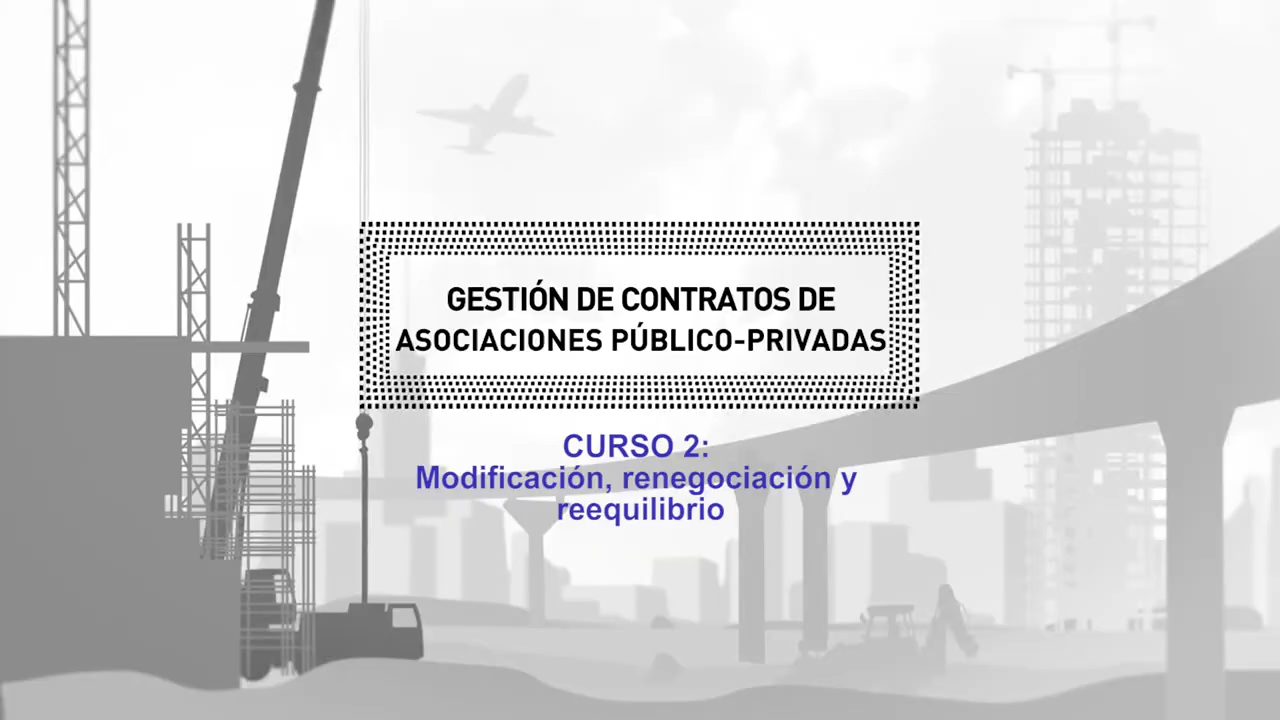 GESTIÓN DE CONTRATOS DE
ASOCIACIONES PÚBLICO-PRIVADAS
CURSO 2:
Modificación, renegociación y
reequilibrio